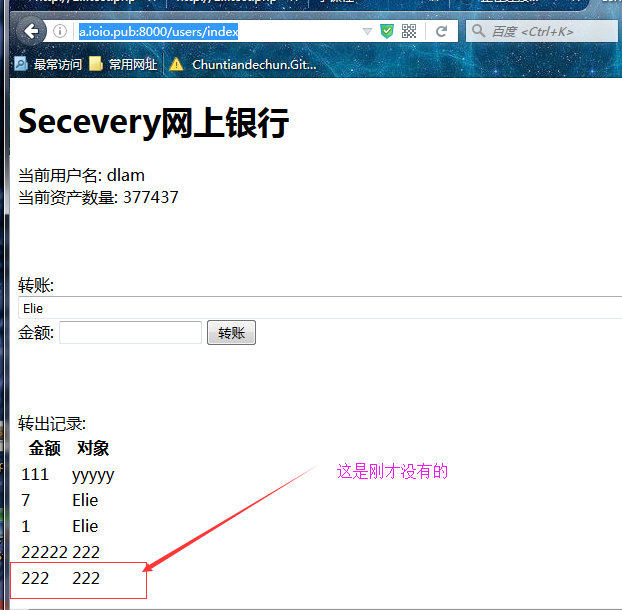 a.ioio.pub:8000/users/index
百度 <Ctrl+K>
最常访问 常用网址 Chuntiandechun.Git...
Secevery网上银行
当前用户名: dlam
当前资产数量: 377437
转账:
Elie
金额: 转账
转出记录:
金额 对象
111 yyyyy
7 Elie
这是刚才没有的
1 Elie
22222 222
222 222